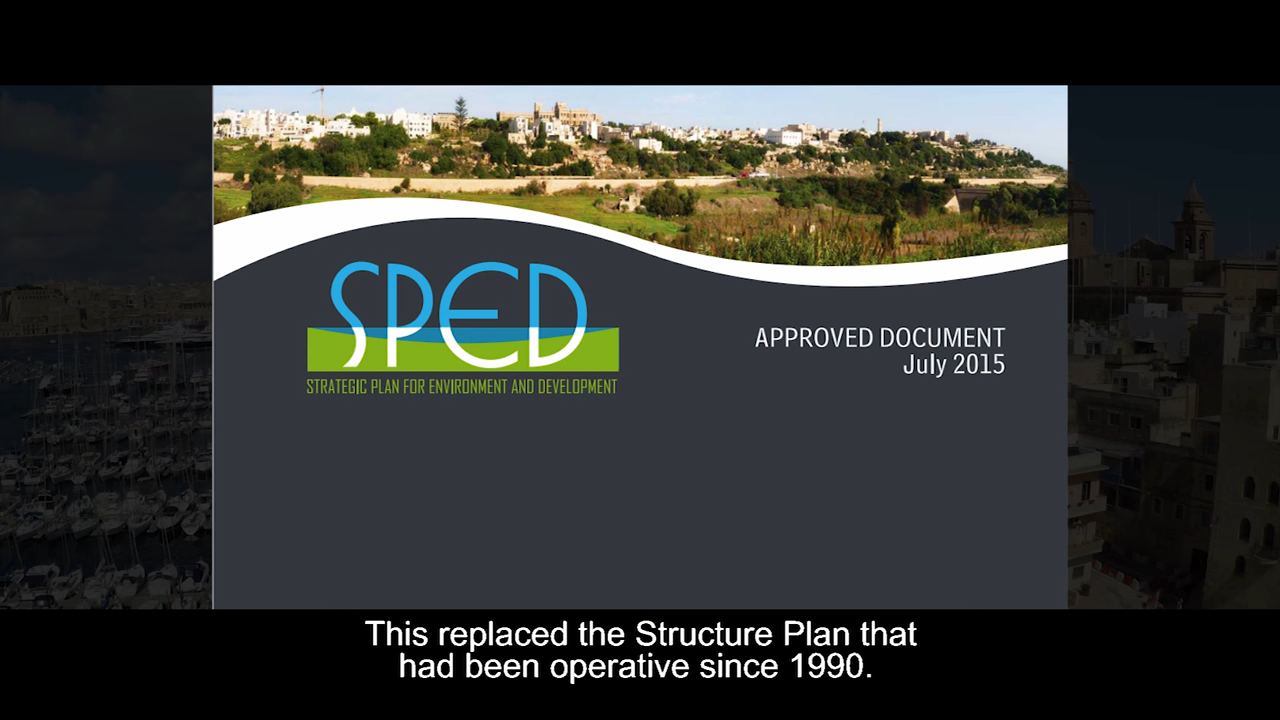 SPED
STRATEGIC PLAN FOR ENVIRONMENT AND DEVELOPMENT
APPROVED DOCUMENT
July 2015
This replaced the Structure Plan that
had been operative since 1990.